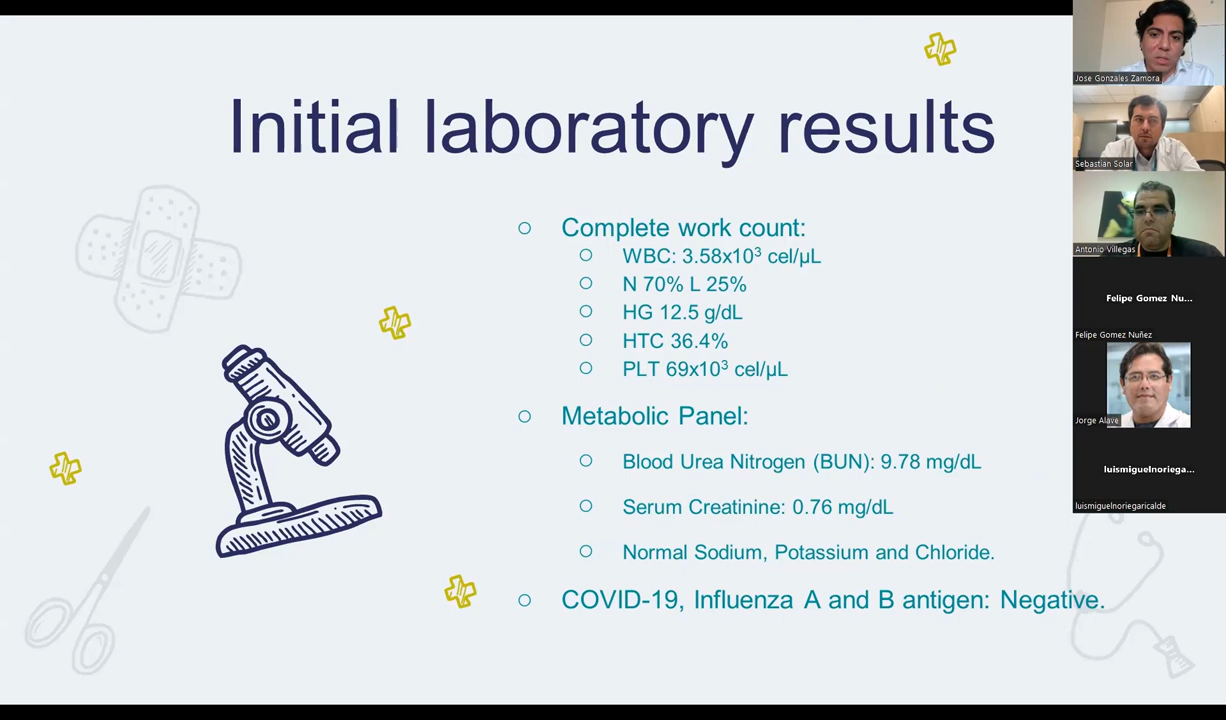 Initial laboratory results
Complete work count:
WBC: 3.58x10³ cel/µL
N 70% L 25%
HG 12.5 g/dL
HTC 36.4%
PLT 69x10³ cel/µL
Metabolic Panel:
Blood Urea Nitrogen (BUN): 9.78 mg/dL
Serum Creatinine: 0.76 mg/dL
Normal Sodium, Potassium and Chloride.
COVID-19, Influenza A and B antigen: Negative.
Jose Gonzales Zamora
Sebastian Solar
Antonio Villegas
Felipe Gomez Nu...
Felipe Gomez Nuñez
Jorge Alave
luismiguelnoriega...
luismiguelnoriegaricalde